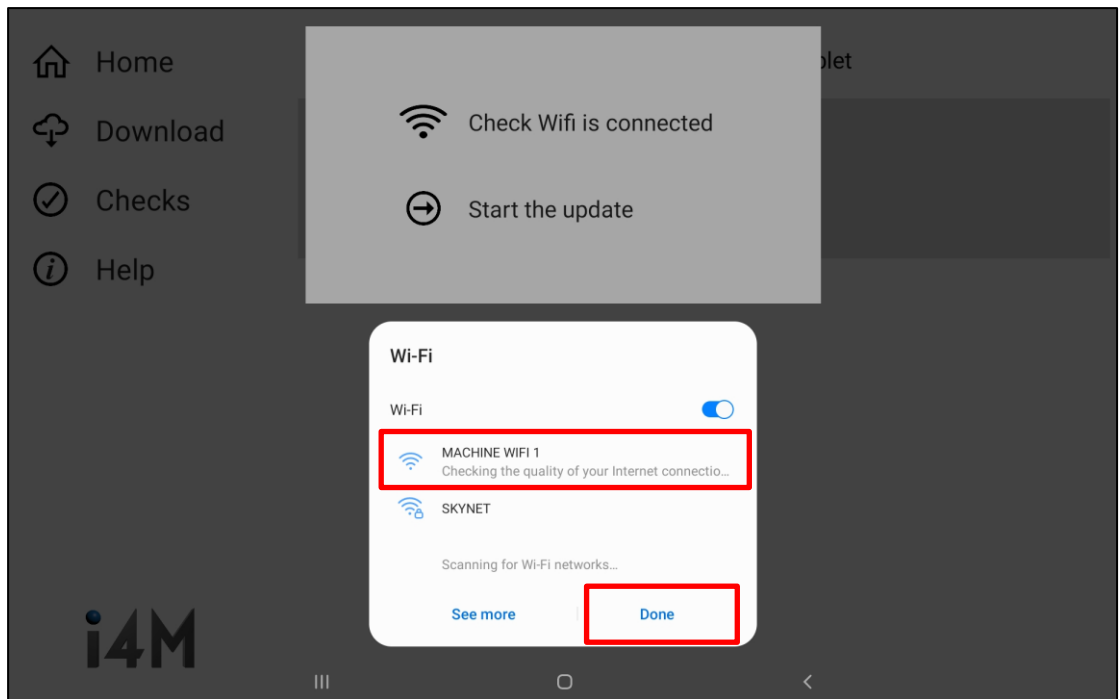 Home
Download
Checks
Help
blet
Check Wifi is connected
Start the update
Wi-Fi
Wi-Fi
MACHINE WIFI 1
Checking the quality of your Internet connectio...
SKYNET
Scanning for Wi-Fi networks...
See more
Done
i4M